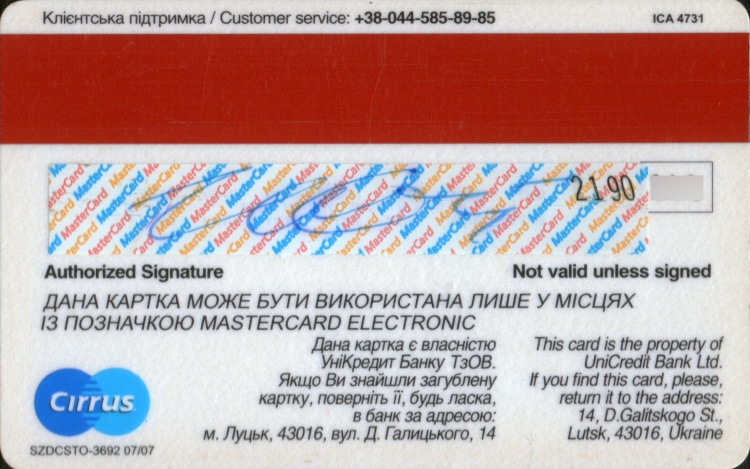 Клієнтська підтримка / Customer service: +38-044-585-89-85
ICA 4731
2190
Authorized Signature
Not valid unless signed
ДАНА КАРТКА МОЖЕ БУТИ ВИКОРИСТАНА ЛИШЕ У МІСЦЯХ
ІЗ ПОЗНАЧКОЮ MASTERCARD ELECTRONIC
Дана картка є власністю
УніКредит Банку ТзОВ.
Якщо Ви знайшли загублену
картку, поверніть її, будь ласка,
в банк за адресою:
м. Луцьк, 43016, вул. Д. Галицького, 14
This card is the property of
UniCredit Bank Ltd.
If you find this card, please,
return it to the address:
14, D.Galitskogo St.,
Lutsk, 43016, Ukraine
Cirrus
SZDCSTO-3692 07/07